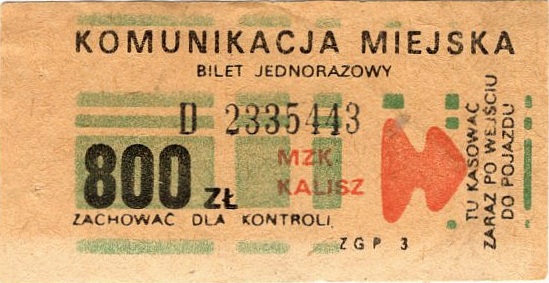 KOMUNIKACJA MIEJSKA
BILET JEDNORAZOWY
D 2335443
MZK
KALISZ
800 ZŁ
ZACHOWAĆ DLA KONTROLI
ZGP 3
TU KASOWAĆ
ZARAZ PO WEJŚCIU
DO POJAZDU